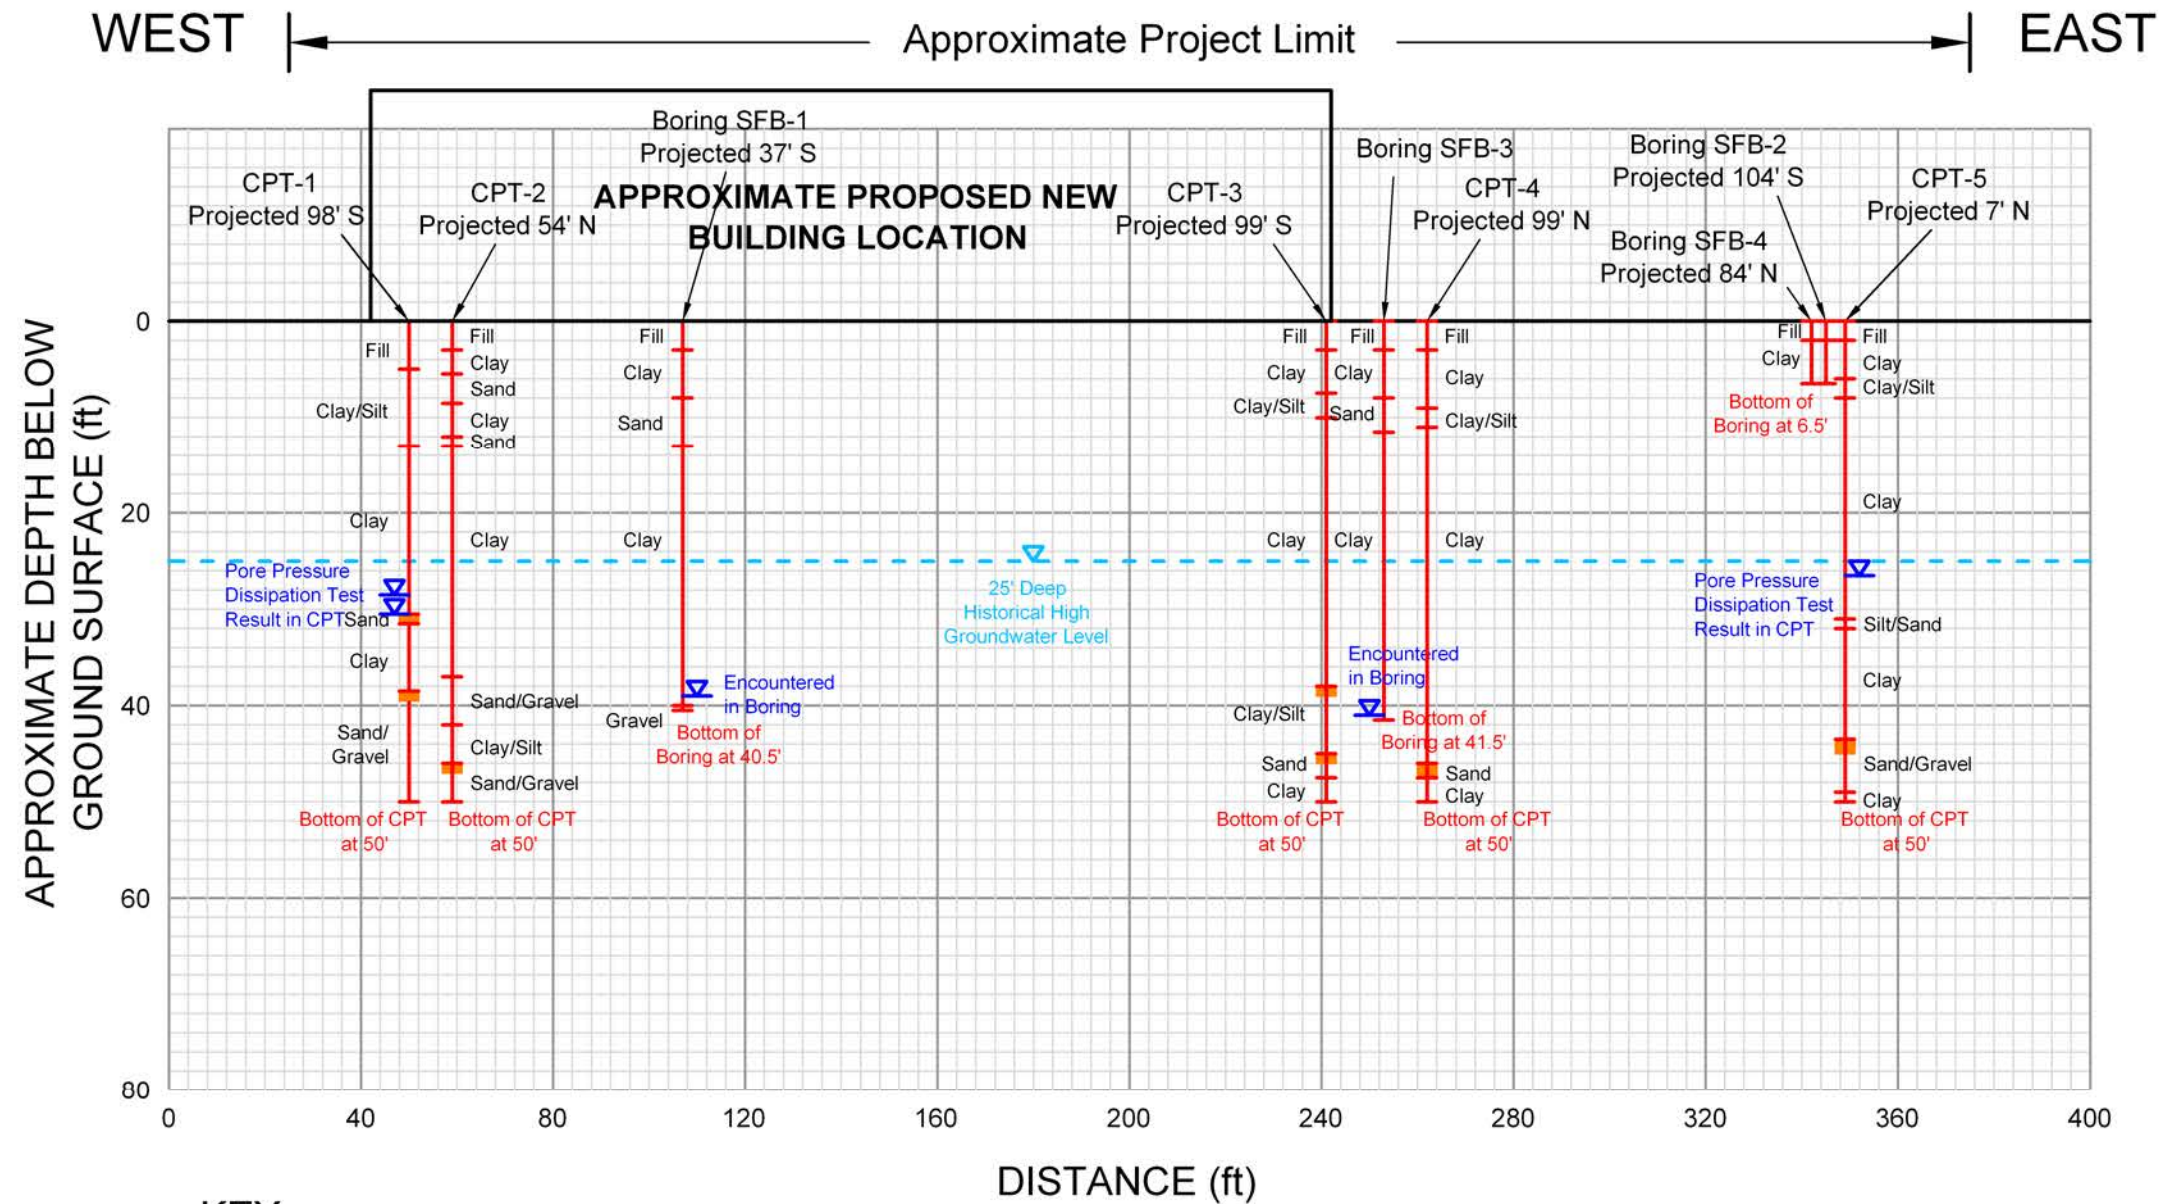 WEST
Approximate Project Limit
EAST
Boring SFB-1
Projected 37' S
Boring SFB-3
Boring SFB-2
Projected 104' S
CPT-1
Projected 98' S
CPT-2
Projected 54' N
APPROXIMATE PROPOSED NEW
BUILDING LOCATION
CPT-3
Projected 99' S
CPT-4
Projected 99' N
CPT-5
Projected 7' N
Boring SFB-4
Projected 84' N
APPROXIMATE DEPTH BELOW
GROUND SURFACE (ft)
0
20
40
60
80
Fill
Clay/Silt
Clay
Pore Pressure
Dissipation Test
Result in CPT
Sand
Clay
Sand/
Gravel
Bottom of CPT
at 50'
Fill
Clay
Sand
Clay
Sand
Clay
Sand/Gravel
Clay/Silt
Sand/Gravel
Bottom of CPT
at 50'
Fill
Clay
Sand
Clay
Gravel
Encountered
in Boring
Bottom of
Boring at 40.5'
25' Deep
Historical High
Groundwater Level
Fill
Clay
Clay/Silt
Clay
Clay/Silt
Sand
Clay
Bottom of CPT
at 50'
Fill
Clay
Sand
Clay
Encountered
in Boring
Bottom of
Boring at 41.5'
Fill
Clay
Clay/Silt
Clay
Sand
Clay
Bottom of CPT
at 50'
Fill
Clay
Bottom of
Boring at 6.5'
Fill
Clay
Clay/Silt
Clay
Pore Pressure
Dissipation Test
Result in CPT
Silt/Sand
Clay
Sand/Gravel
Clay
Bottom of CPT
at 50'
0
40
80
120
160
200
240
280
320
360
400
DISTANCE (ft)
KEY